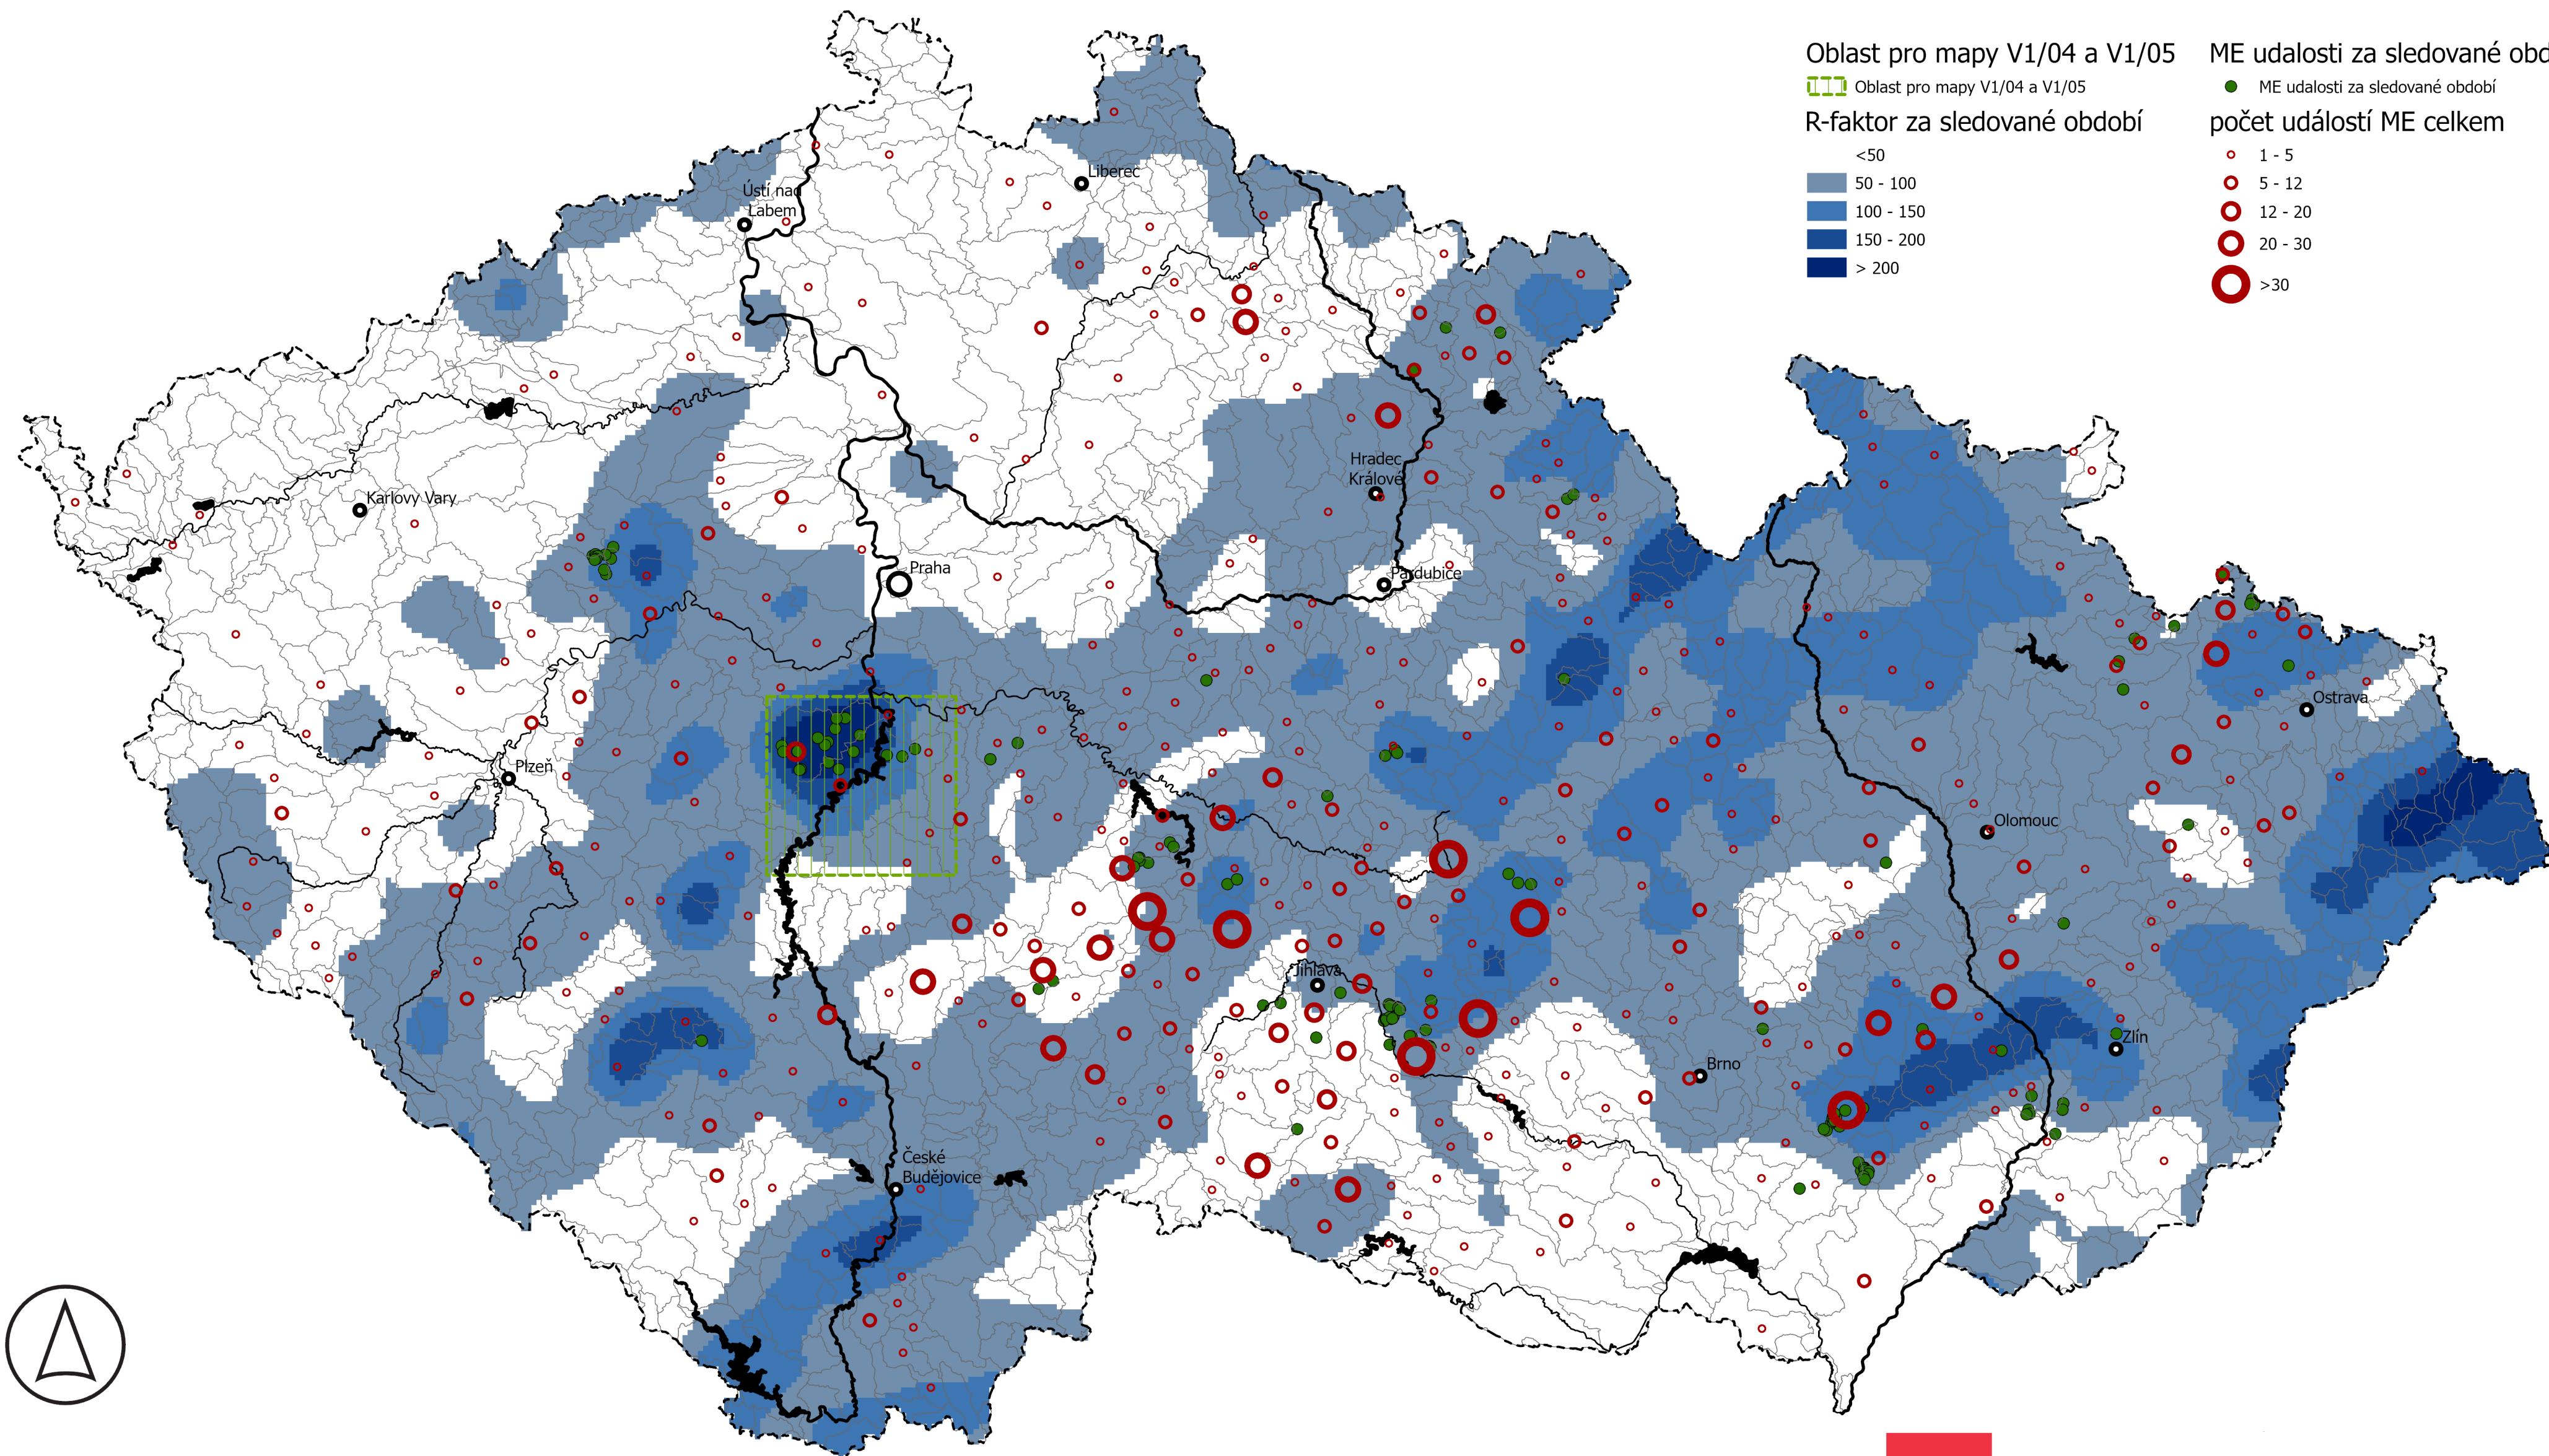 Oblast pro mapy V1/04 a V1/05
Oblast pro mapy V1/04 a V1/05
R-faktor za sledované období
<50
50 - 100
100 - 150
150 - 200
> 200
ME udalosti za sledované obd
ME udalosti za sledované období
počet událostí ME celkem
1 - 5
5 - 12
12 - 20
20 - 30
>30
Liberec
Ústí nad
Labem
Karlovy Vary
Hradec
Králové
Praha
Pardubice
Ostrava
Plzeň
Olomouc
Jihlava
Zlín
Brno
České
Budějovice